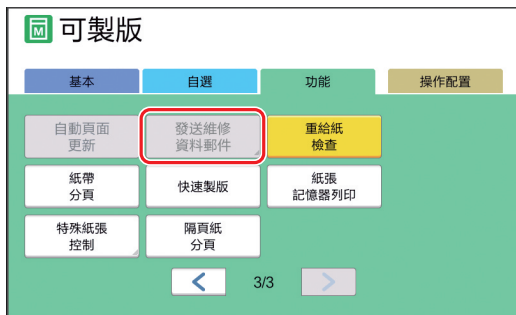 M 可製版
基本 自選 功能 操作配置
自動頁面 發送維修 重給紙
更新 資料郵件 檢查
紙帶 快速製版 紙張
分頁 記憶器列印
特殊紙張 隔頁紙
控制 分頁
3/3